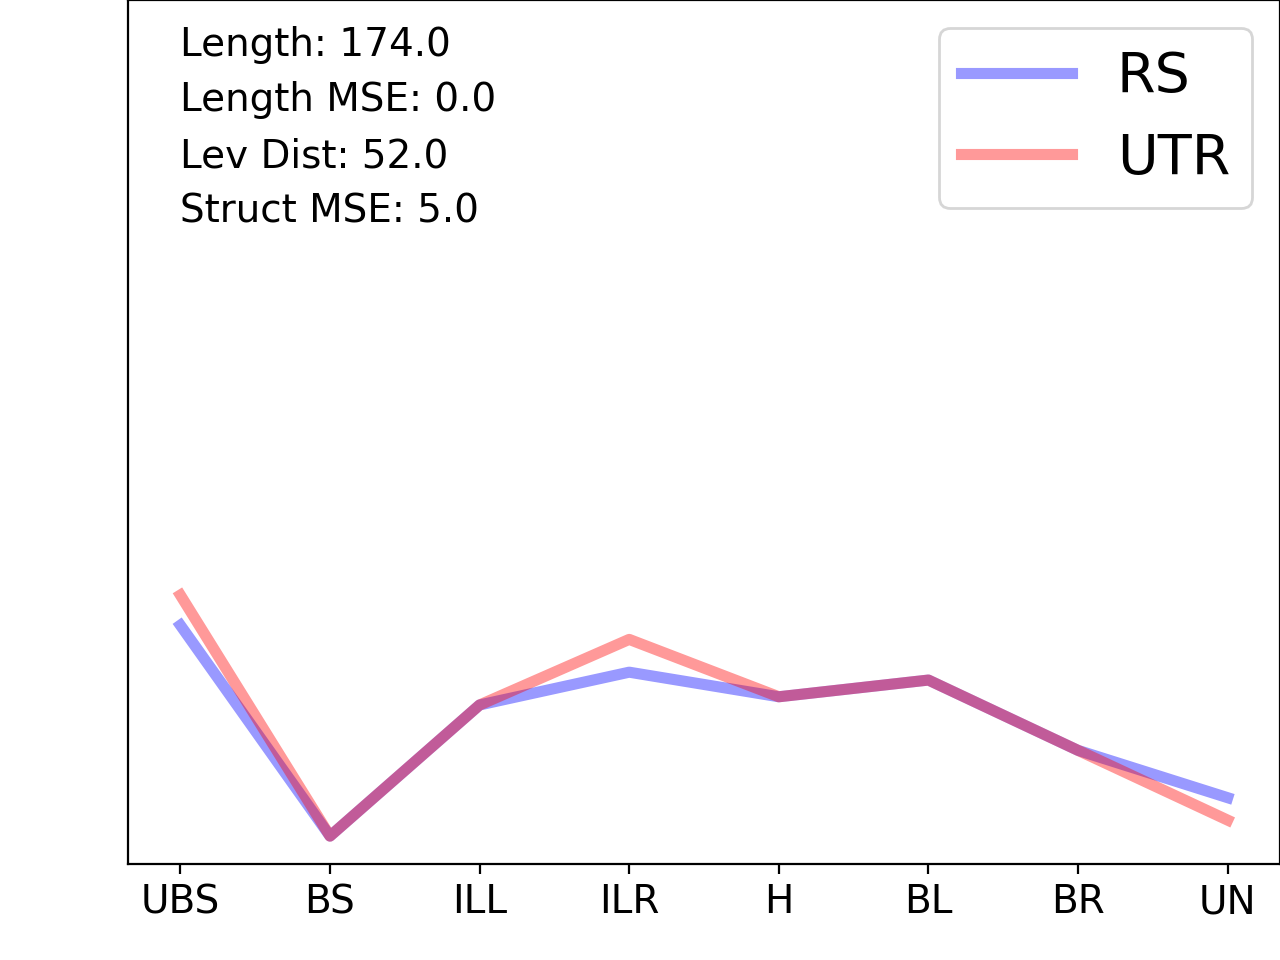 Length: 174.0
Length MSE: 0.0
Lev Dist: 52.0
Struct MSE: 5.0
RS
UTR
UBS BS ILL ILR H BL BR UN